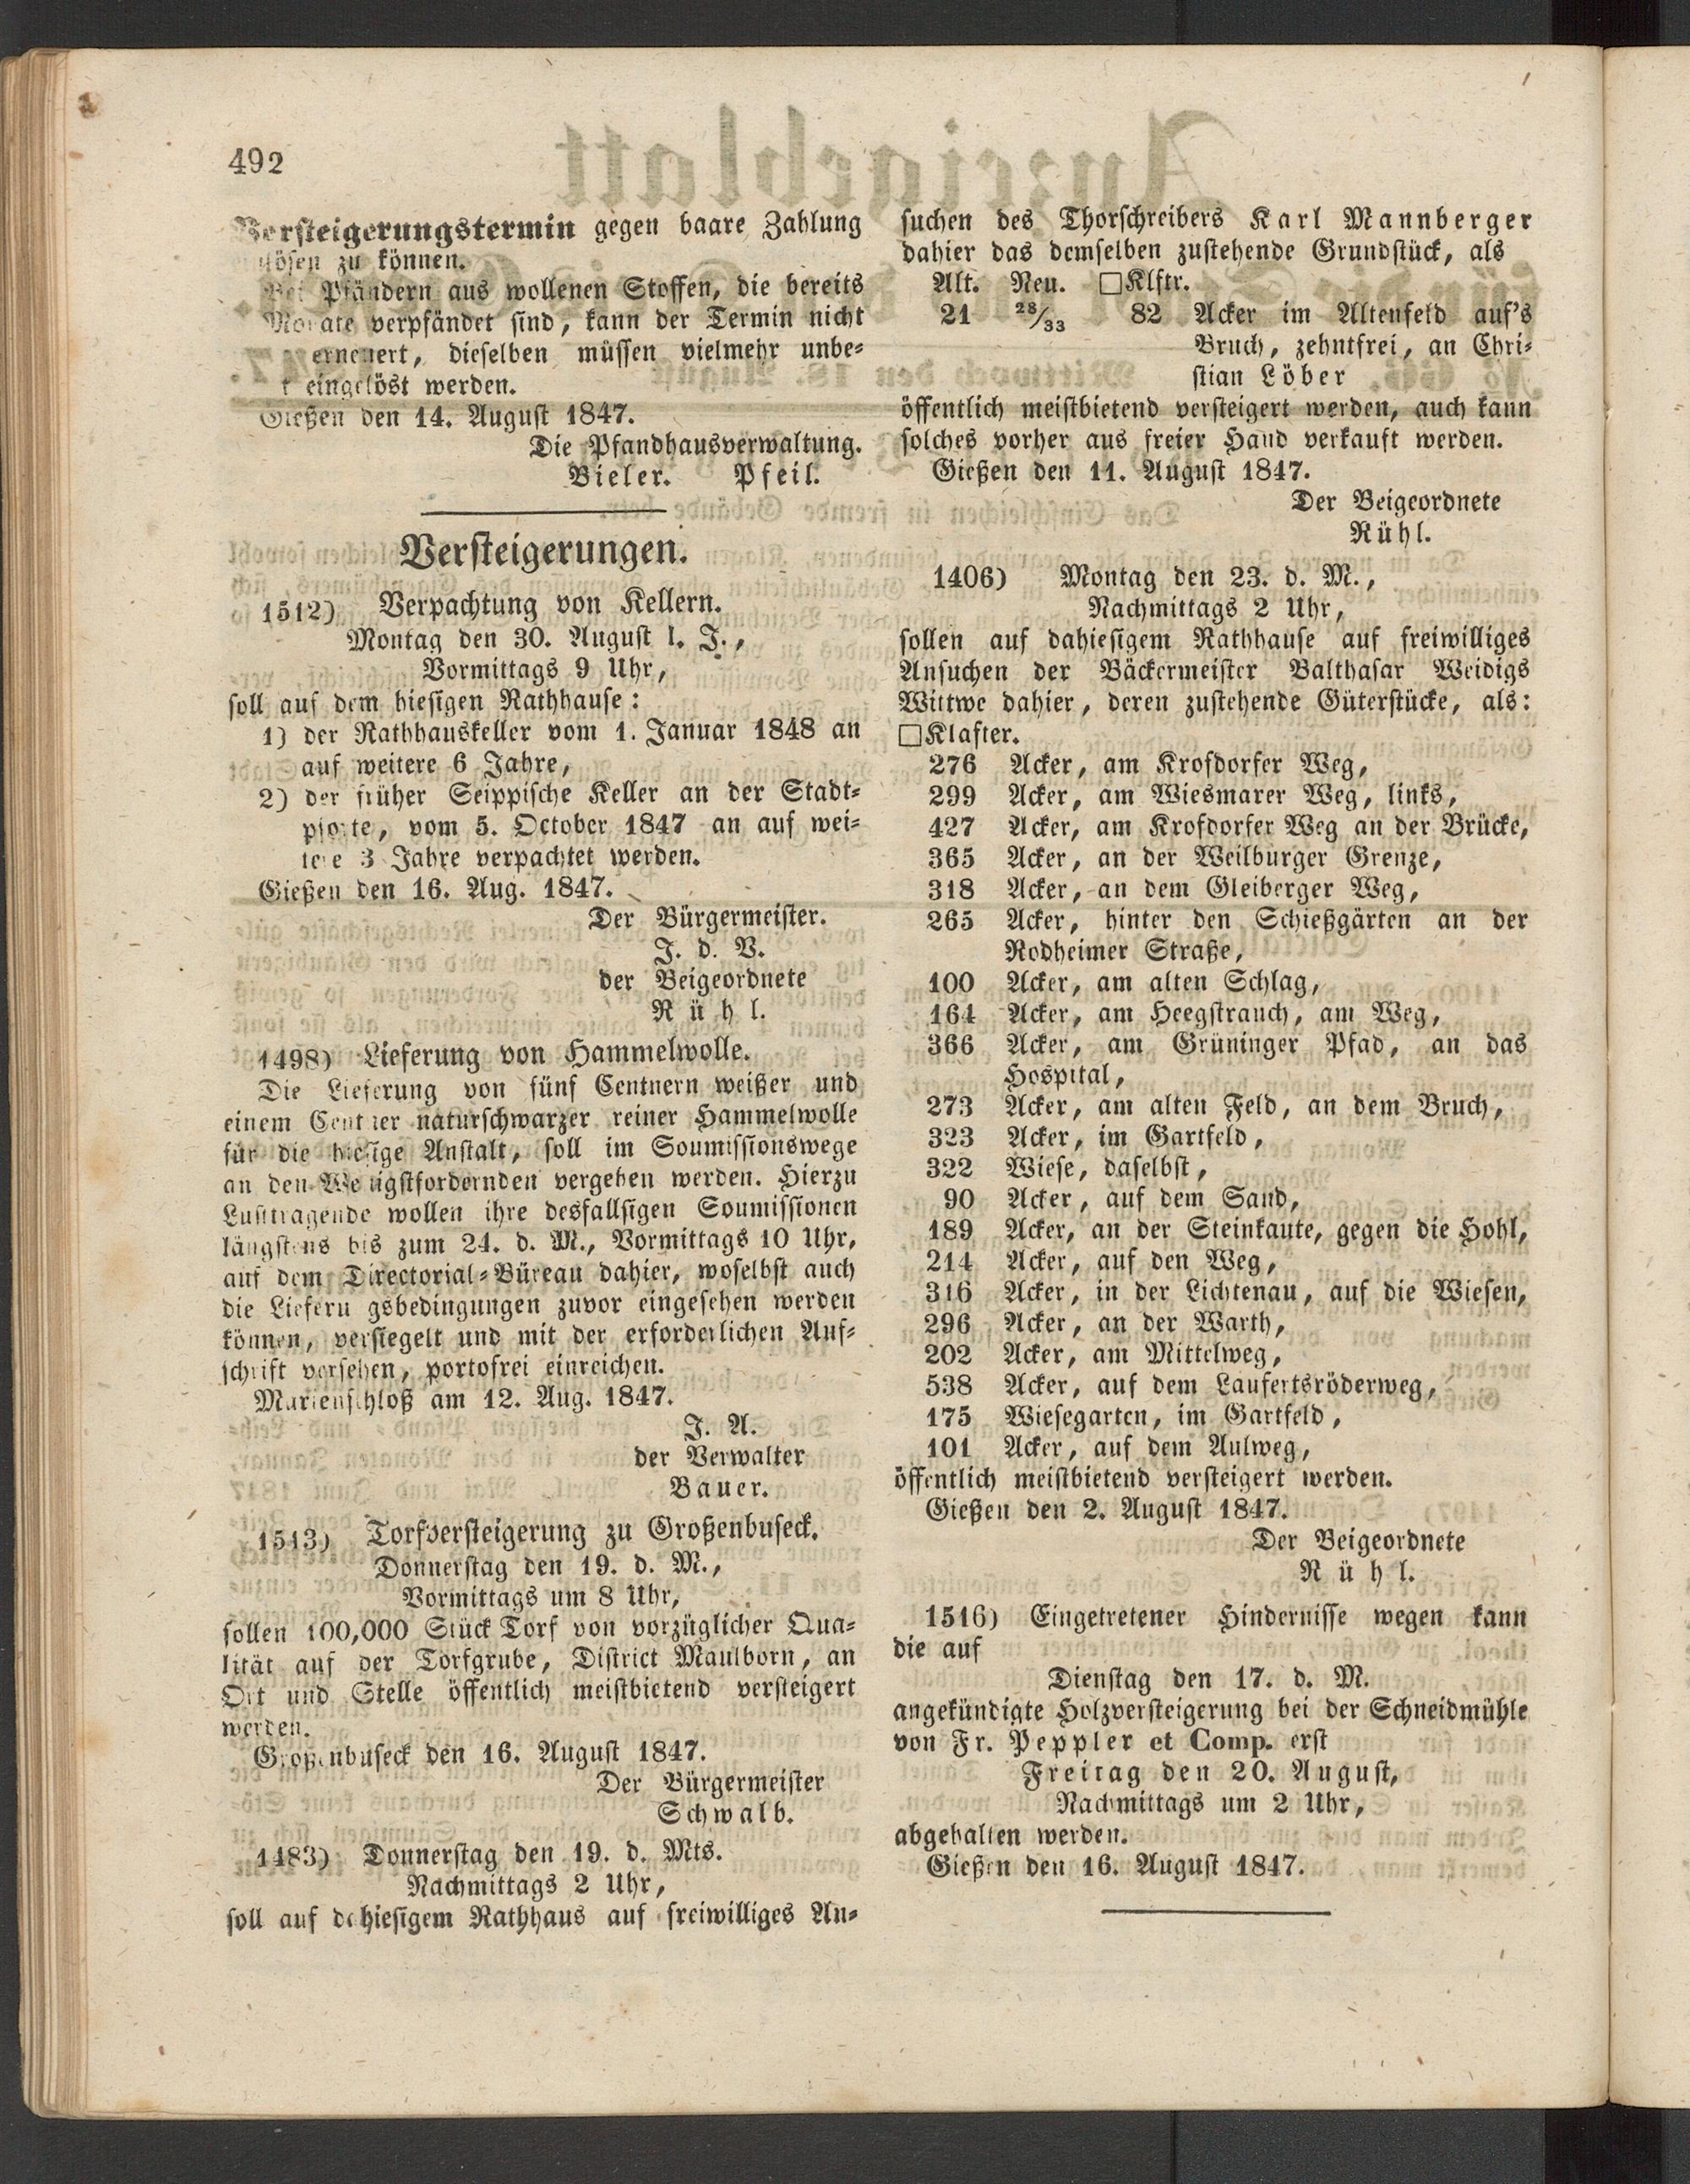 492
Versteigerungstermin gegen baare Zahlung
zu können.
Bei Pfändern aus wollenen Stoffen, die bereits
Monate verpfändet sind, kann der Termin nicht
erneuert, dieselben müssen vielmehr unbe-
eingelöst werden.
Gießen den 14. August 1847.
Die Pfandhausverwaltung.
Bieler. Pfeil.
Versteigerungen.
1512) Verpachtung von Kellern.
Montag den 30. August l. J.,
Vormittags 9 Uhr,
soll auf dem hiesigen Rathhause:
1) der Rathhauskeller vom 1. Januar 1848 an
auf weitere 6 Jahre,
2) der früher Seippische Keller an der Stadt-
pforte, vom 5. October 1847 an auf wei-
tere 3 Jahre verpachtet werden.
Gießen den 16. Aug. 1847.
Der Bürgermeister.
J. d. V.
der Beigeordnete
Rühl.
1498) Lieferung von Hammelwolle.
Die Lieferung von fünf Centnern weißer und
einem Centner naturschwarzer reiner Hammelwolle
für die hiesige Anstalt, soll im Soumissionswege
an den Wenigstfordernden vergeben werden. Hierzu
Lusttragende wollen ihre desfallsigen Soumissionen
längstens bis zum 24. d. M., Vormittags 10 Uhr,
auf dem Directorial-Büreau dahier, woselbst auch
die Lieferungsbedingungen zuvor eingesehen werden
können, versiegelt und mit der erforderlichen Auf-
schrift versehen, portofrei einreichen.
Marienschloß am 12. Aug. 1847.
J. A.
der Verwalter
Bauer.
1513) Torfversteigerung zu Großenbuseck.
Donnerstag den 19. d. M.,
Vormittags um 8 Uhr,
sollen 100,000 Stück Torf von vorzüglicher Qua-
lität auf der Torfgrube, District Maulborn, an
Ort und Stelle öffentlich meistbietend versteigert
werden.
Großenbuseck den 16. August 1847.
Der Bürgermeister
Schwalb.
1483) Donnerstag den 19. d. Mts.
Nachmittags 2 Uhr,
soll auf dahiesigem Rathhaus auf freiwilliges An-
suchen des Thorschreibers Karl Mannberger
dahier das demselben zustehende Grundstück, als
Alt. Neu. □Klftr.
21 28/33 82 Acker im Altenfeld auf's
Bruch, zehntfrei, an Chri-
stian Löber
öffentlich meistbietend versteigert werden, auch kann
solches vorher aus freier Hand verkauft werden.
Gießen den 11. August 1847.
Der Beigeordnete
Rühl.
1406) Montag den 23. d. M.,
Nachmittags 2 Uhr,
sollen auf dahiesigem Rathhause auf freiwilliges
Ansuchen der Bäckermeister Balthasar Weidigs
Wittwe dahier, deren zustehende Güterstücke, als:
□Klafter.
276 Acker, am Krofdorfer Weg,
299 Acker, am Wiesmarer Weg, links,
427 Acker, am Krofdorfer Weg an der Brücke,
365 Acker, an der Weilburger Grenze,
318 Acker, an dem Gleiberger Weg,
265 Acker, hinter den Schießgärten an der
Rodheimer Straße,
100 Acker, am alten Schlag,
164 Acker, am Heegstrauch, am Weg,
366 Acker, am Grüninger Pfad, an das
Hospital,
273 Acker, am alten Feld, an dem Bruch,
323 Acker, im Gartfeld,
322 Wiese, daselbst,
90 Acker, auf dem Sand,
189 Acker, an der Steinkaute, gegen die Hohl,
214 Acker, auf den Weg,
316 Acker, in der Lichtenau, auf die Wiesen,
296 Acker, an der Warth,
202 Acker, am Mittelweg,
538 Acker, auf dem Laufertsröderweg,
175 Wiesegarten, im Gartfeld,
101 Acker, auf dem Aulweg,
öffentlich meistbietend versteigert werden.
Gießen den 2. August 1847.
Der Beigeordnete
Rühl.
1516) Eingetretener Hindernisse wegen kann
die auf
Dienstag den 17. d. M.
angekündigte Holzversteigerung bei der Schneidmühle
von Fr. Peppler et Comp. erst
Freitag den 20. August,
Nachmittags um 2 Uhr,
abgehalten werden.
Gießen den 16. August 1847.